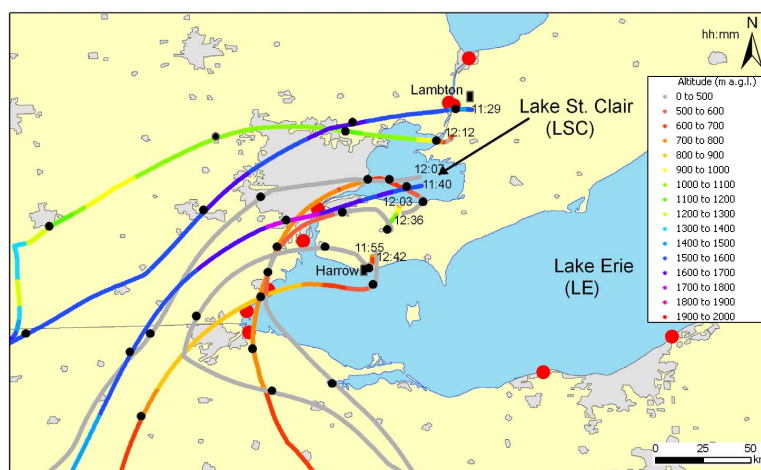 hh:mm
N
Altitude (m a.g.l.)
0 to 500
500 to 600
600 to 700
700 to 800
800 to 900
900 to 1000
1000 to 1100
1100 to 1200
1200 to 1300
1300 to 1400
1400 to 1500
1500 to 1600
1600 to 1700
1700 to 1800
1800 to 1900
1900 to 2000
Lambton
11:29
Lake St. Clair
(LSC)
12:12
12:07
11:40
12:03
12:36
11:55
12:42
Harrow
Lake Erie
(LE)
0 25 50
km